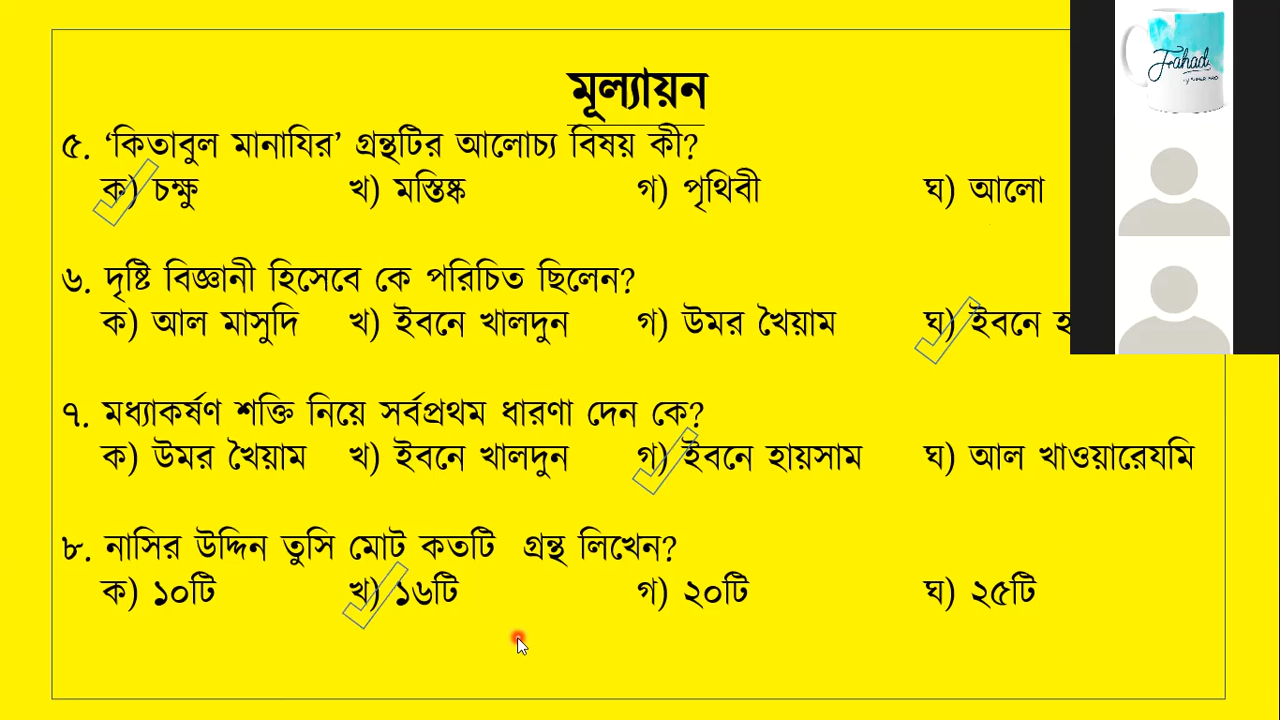 মূল্যায়ন
৫. ‘কিতাবুল মানাযির’ গ্রন্থটির আলোচ্য বিষয় কী?
ক) চক্ষু খ) মস্তিষ্ক গ) পৃথিবী ঘ) আলো
৬. দৃষ্টি বিজ্ঞানী হিসেবে কে পরিচিত ছিলেন?
ক) আল মাসুদি খ) ইবনে খালদুন গ) উমর খৈয়াম ঘ) ইবনে হ
৭. মধ্যাকর্ষণ শক্তি নিয়ে সর্বপ্রথম ধারণা দেন কে?
ক) উমর খৈয়াম খ) ইবনে খালদুন গ) ইবনে হায়সাম ঘ) আল খাওয়ারেযমি
৮. নাসির উদ্দিন তুসি মোট কতটি গ্রন্থ লিখেন?
ক) ১০টি খ) ১৬টি গ) ২০টি ঘ) ২৫টি
Frahad